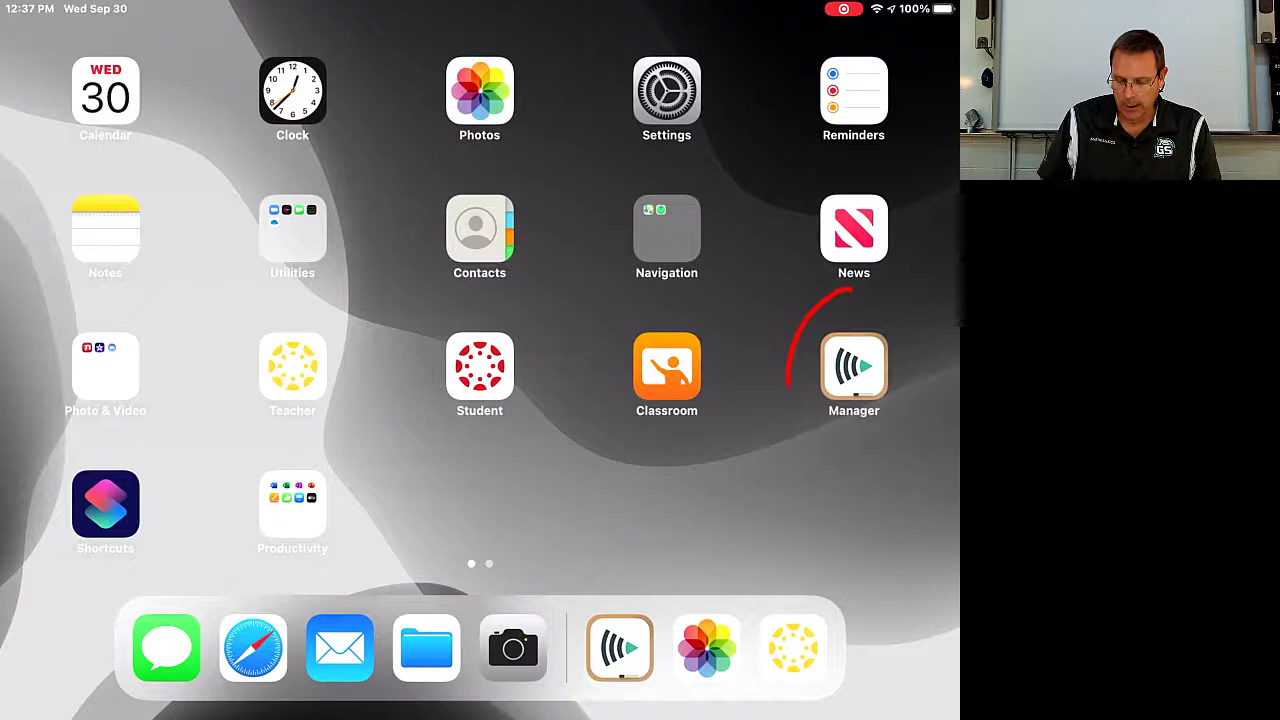 12:37 PM Wed Sep 30
100%
WED
30
Calendar
Clock
Photos
Settings
Reminders
Notes
Utilities
Contacts
Navigation
News
Photo & Video
Teacher
Student
Classroom
Manager
Shortcuts
Productivity
GS